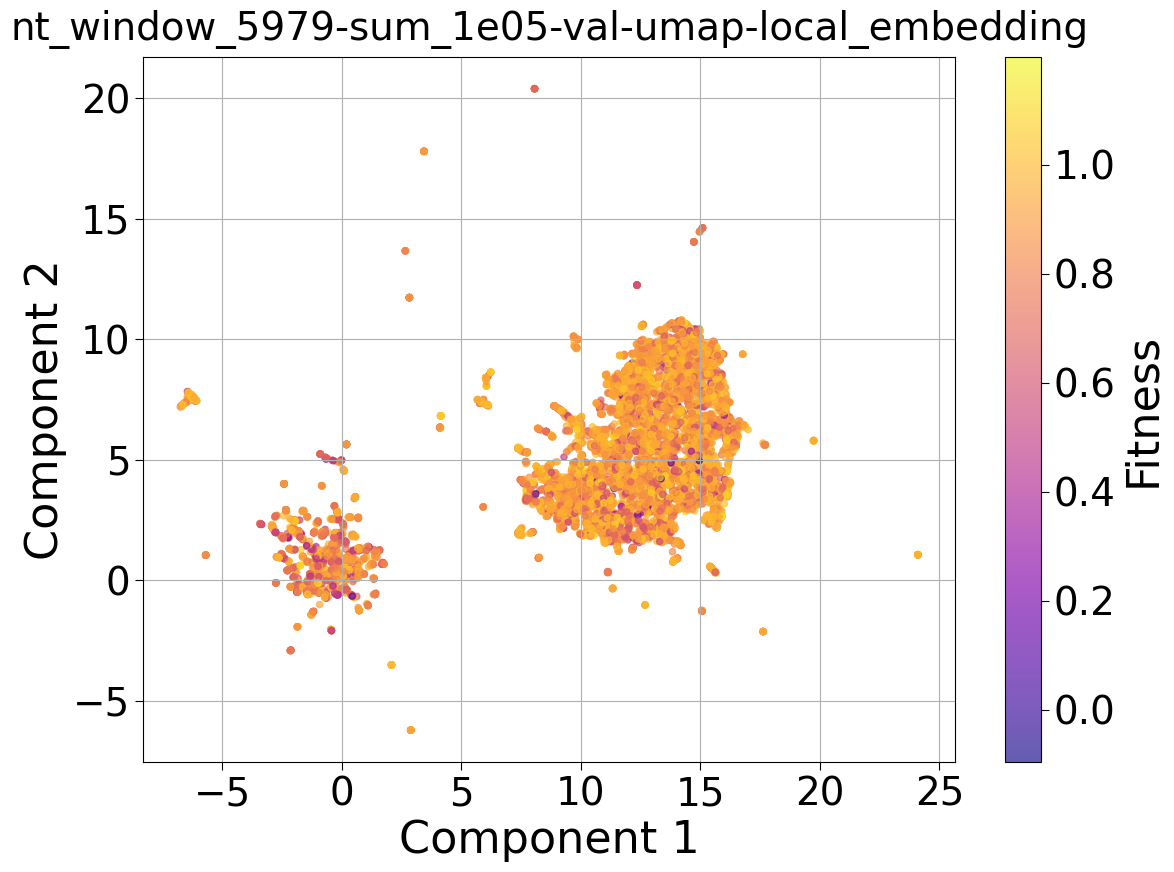 nt_window_5979-sum_1e05-val-umap-local_embedding
20
15
10
5
0
−5
Component 2
−5 0 5 10 15 20 25
Component 1
1.0
0.8
0.6
0.4
0.2
0.0
Fitness